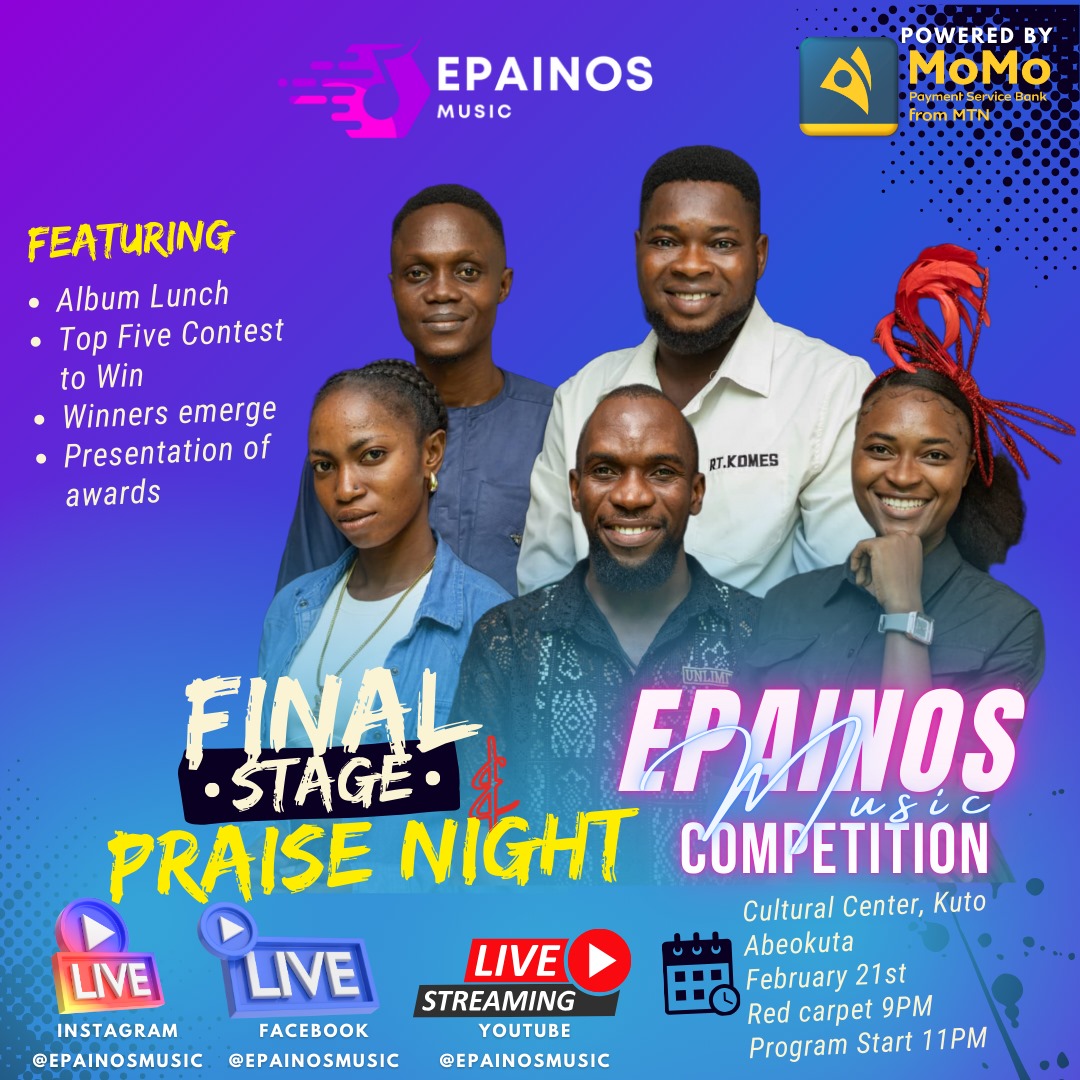 EPAINOS
MUSIC
POWERED BY
MoMo
Payment Service Bank
from MTN
FEATURING
• Album Lunch
• Top Five Contest
to Win
• Winners emerge
• Presentation of
awards
RT.KOMES
UNLIMI
FINAL
• STAGE •
&
PRAISE NIGHT
EPAINOS
Music
COMPETITION
Cultural Center, Kuto
Abeokuta
February 21st
Red carpet 9PM
Program Start 11PM
LIVE
INSTAGRAM
@EPAINOSMUSIC
LIVE
FACEBOOK
@EPAINOSMUSIC
LIVE
STREAMING
YOUTUBE
@EPAINOSMUSIC